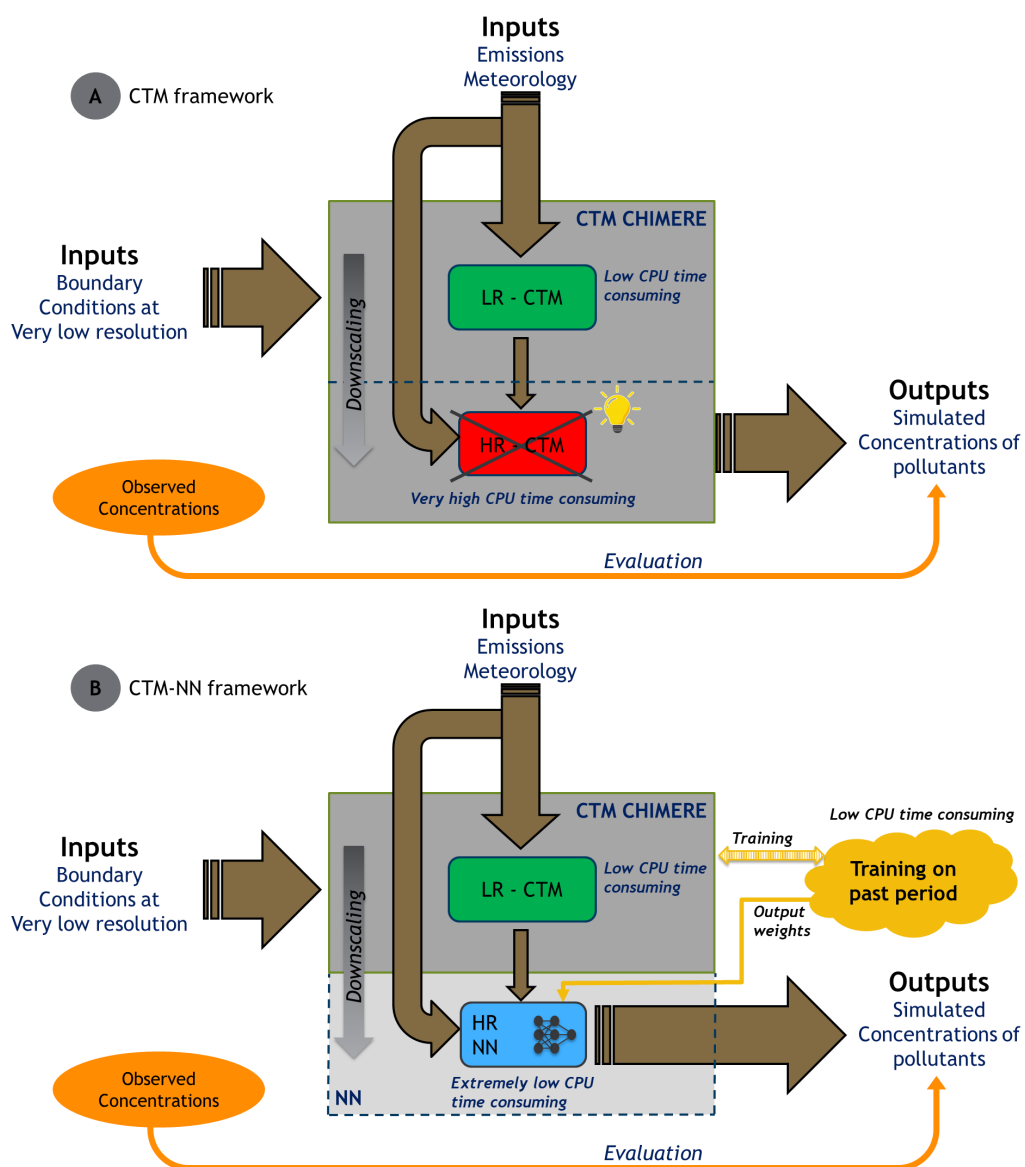 Inputs
Emissions
Meteorology
A
CTM framework
CTM CHIMERE
Inputs
Boundary
Conditions at
Very low resolution
Downscaling
LR - CTM
Low CPU time
consuming
HR - CTM
Very high CPU time consuming
Outputs
Simulated
Concentrations of
pollutants
Observed
Concentrations
Evaluation
Inputs
Emissions
Meteorology
B
CTM-NN framework
CTM CHIMERE
Inputs
Boundary
Conditions at
Very low resolution
Downscaling
LR - CTM
Low CPU time
consuming
Training
Low CPU time consuming
Training on
past period
Output
weights
HR
NN
Extremely low CPU
time consuming
NN
Outputs
Simulated
Concentrations of
pollutants
Observed
Concentrations
Evaluation